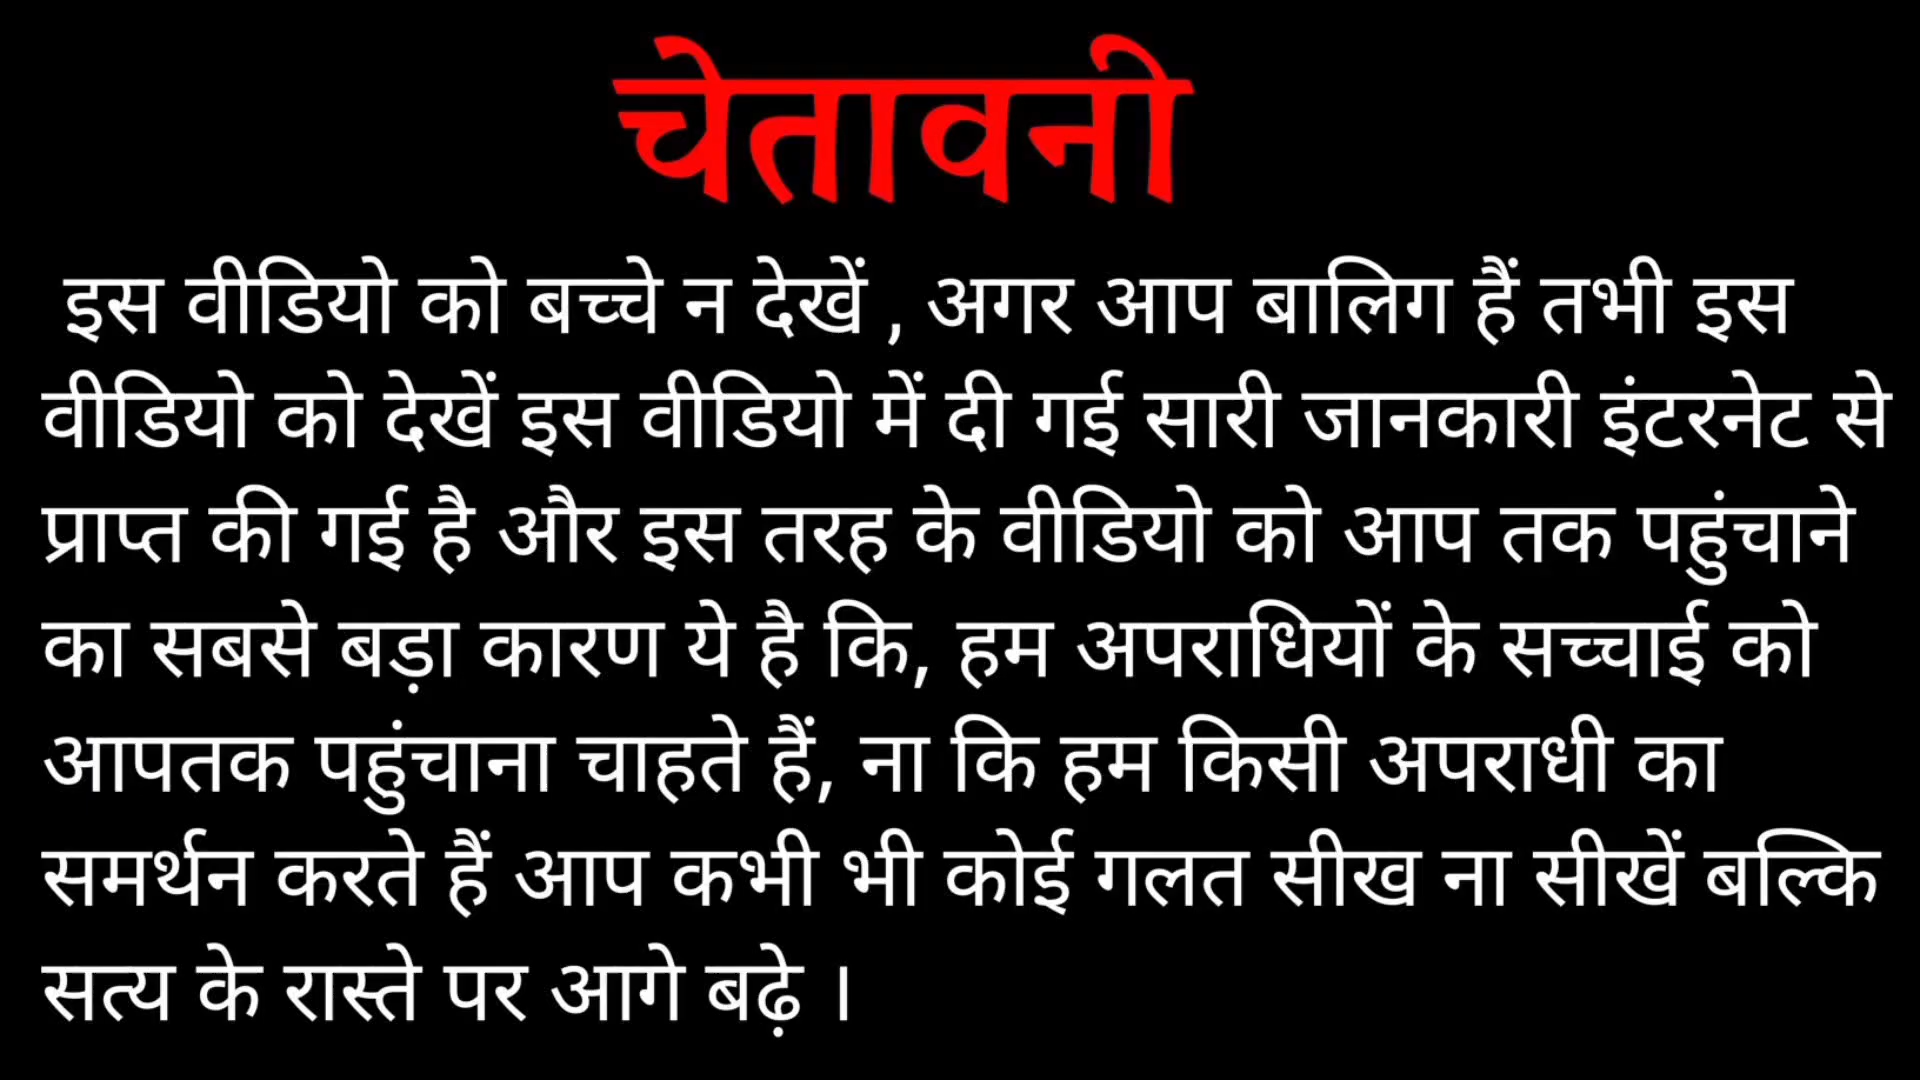 चेतावनी
इस वीडियो को बच्चे न देखें , अगर आप बालिग हैं तभी इस
वीडियो को देखें इस वीडियो में दी गई सारी जानकारी इंटरनेट से
प्राप्त की गई है और इस तरह के वीडियो को आप तक पहुंचाने
का सबसे बड़ा कारण ये है कि, हम अपराधियों के सच्चाई को
आपतक पहुंचाना चाहते हैं, ना कि हम किसी अपराधी का
समर्थन करते हैं आप कभी भी कोई गलत सीख ना सीखें बल्कि
सत्य के रास्ते पर आगे बढ़े ।